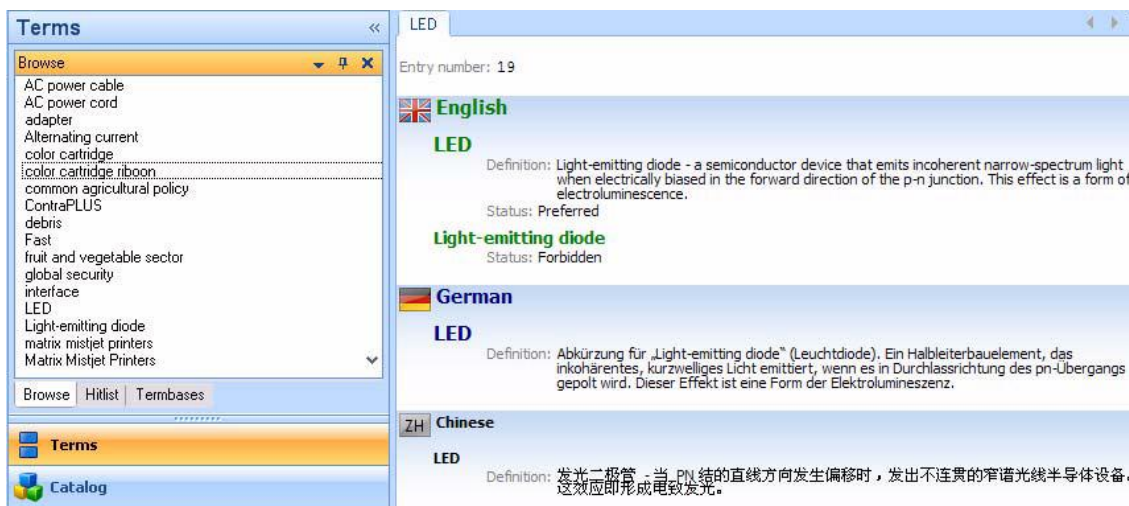 Terms
Browse
AC power cable
AC power cord
adapter
Alternating current
color cartridge
color cartridge riboon
common agricultural policy
ContraPLUS
debris
Fast
fruit and vegetable sector
global security
interface
LED
Light-emitting diode
matrix mistjet printers
Matrix Mistjet Printers
Browse Hitlist Termbases
Terms
Catalog
LED
Entry number: 19
English
LED
Definition: Light-emitting diode - a semiconductor device that emits incoherent narrow-spectrum light
when electrically biased in the forward direction of the p-n junction. This effect is a form of
electroluminescence.
Status: Preferred
Light-emitting diode
Status: Forbidden
German
LED
Definition: Abkürzung für „Light-emitting diode“ (Leuchtdiode). Ein Halbleiterbauelement, das
inkohärentes, kurzwelliges Licht emittiert, wenn es in Durchlassrichtung des pn-Übergangs
gepolt wird. Dieser Effekt ist eine Form der Elektrolumineszenz.
ZH Chinese
LED
Definition: 发光二极管 - 当 PN 结的直线方向发生偏移时，发出不连贯的窄谱光线半导体设备。
这效应即形成电致发光。